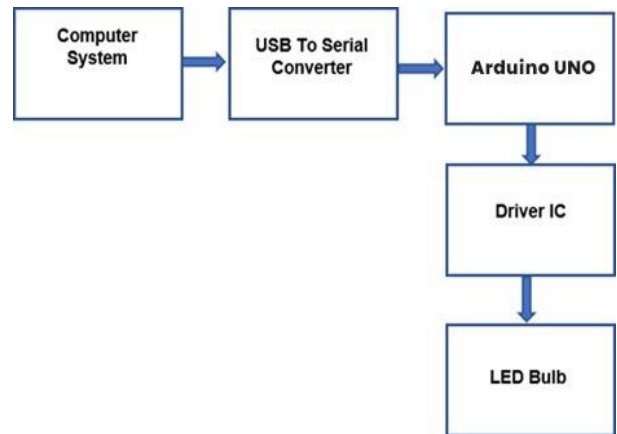 Computer
System
USB To Serial
Converter
Arduino UNO
Driver IC
LED Bulb